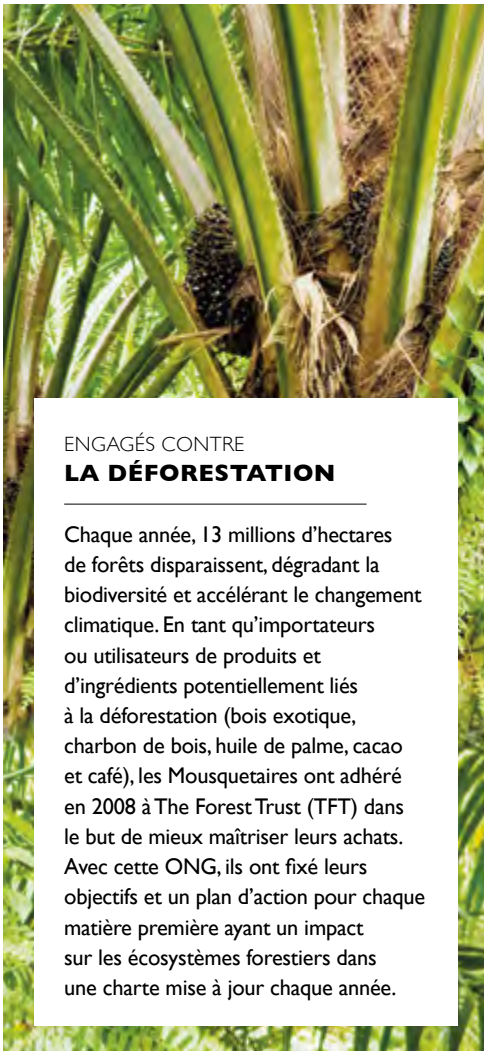 ENGAGÉS CONTRE
LA DÉFORESTATION
Chaque année, 13 millions d’hectares
de forêts disparaissent, dégradant la
biodiversité et accélérant le changement
climatique. En tant qu’importateurs
ou utilisateurs de produits et
d’ingrédients potentiellement liés
à la déforestation (bois exotique,
charbon de bois, huile de palme, cacao
et café), les Mousquetaires ont adhéré
en 2008 à The Forest Trust (TFT) dans
le but de mieux maîtriser leurs achats.
Avec cette ONG, ils ont fixé leurs
objectifs et un plan d’action pour chaque
matière première ayant un impact
sur les écosystèmes forestiers dans
une charte mise à jour chaque année.